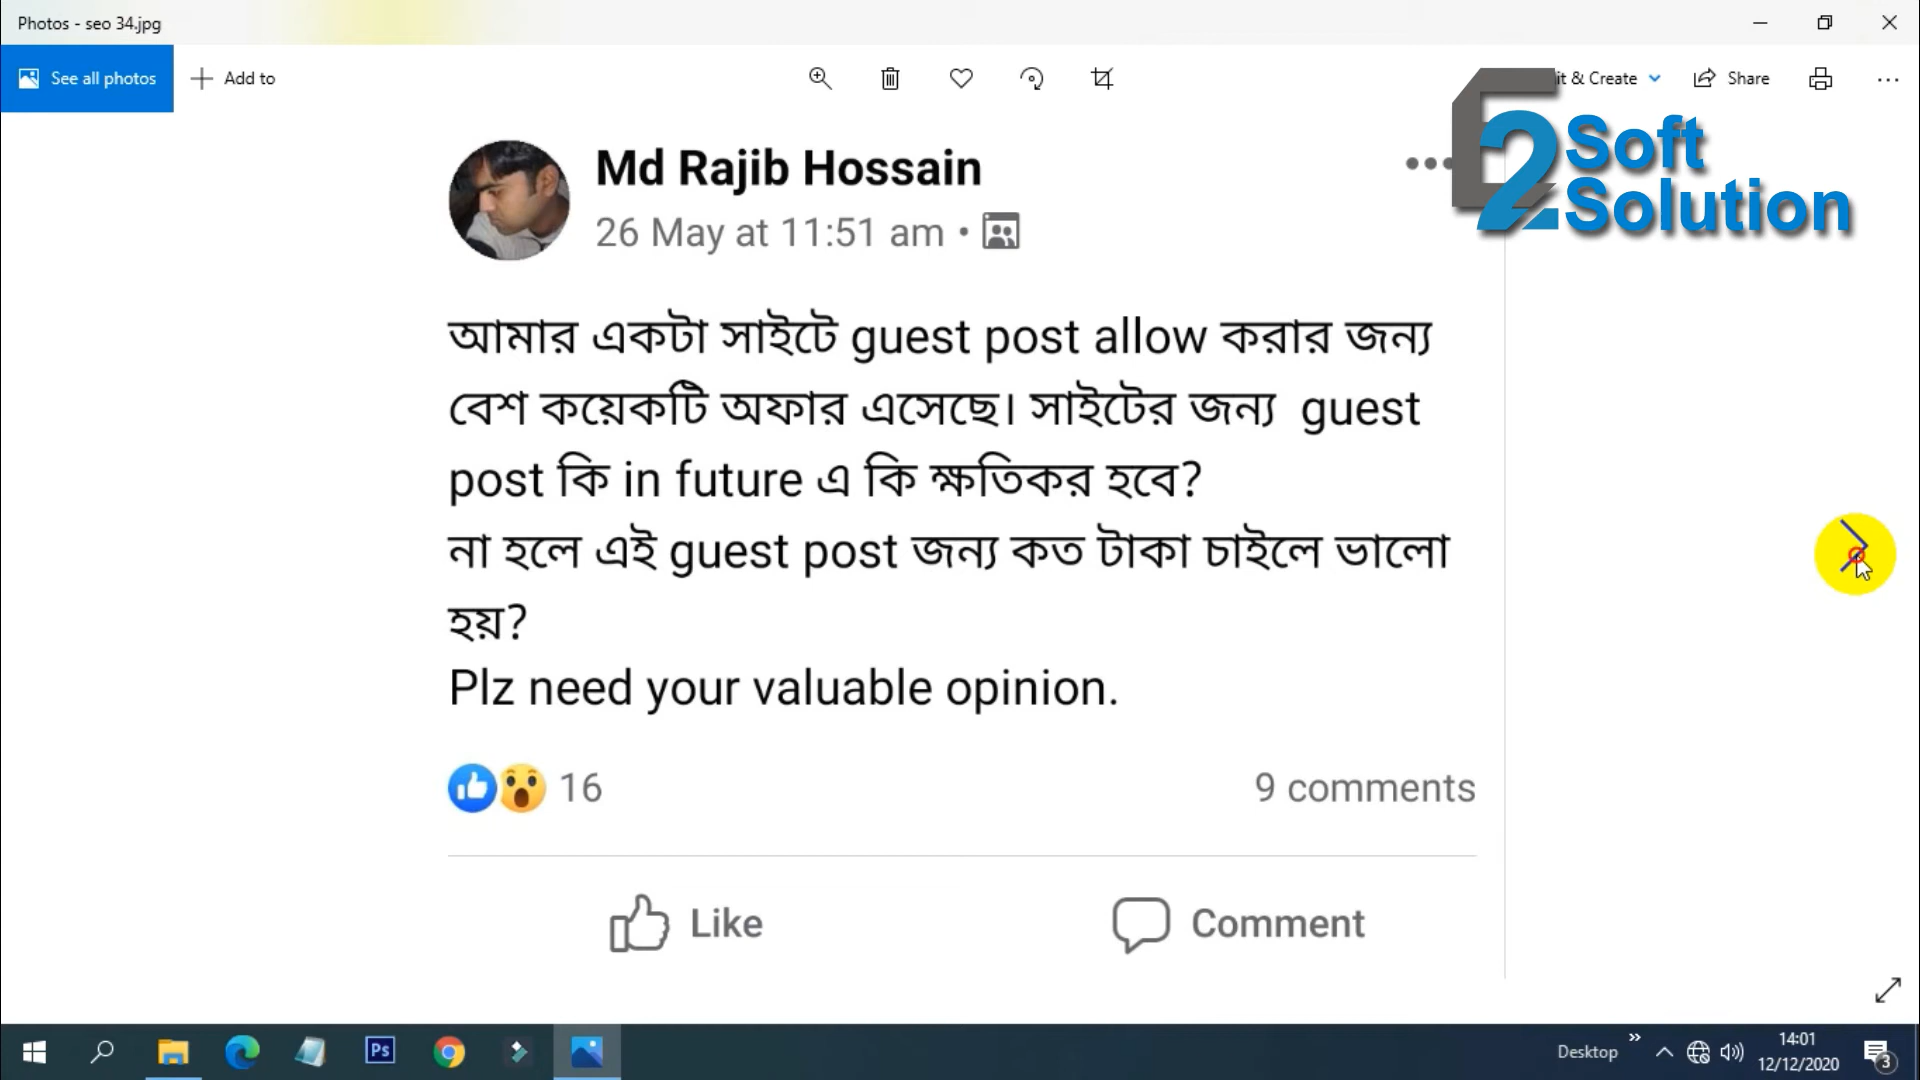 Photos - seo 34.jpg
See all photos
Add to
it & Create
Share
2 Soft
Solution
Md Rajib Hossain
26 May at 11:51 am •
আমার একটা সাইটে guest post allow করার জন্য
বেশ কয়েকটি অফার এসেছে। সাইটের জন্য guest
post কি in future এ কি ক্ষতিকর হবে?
না হলে এই guest post জন্য কত টাকা চাইলে ভালো
হয়?
Plz need your valuable opinion.
16
9 comments
Like
Comment
Ps
Desktop
14:01
12/12/2020
3